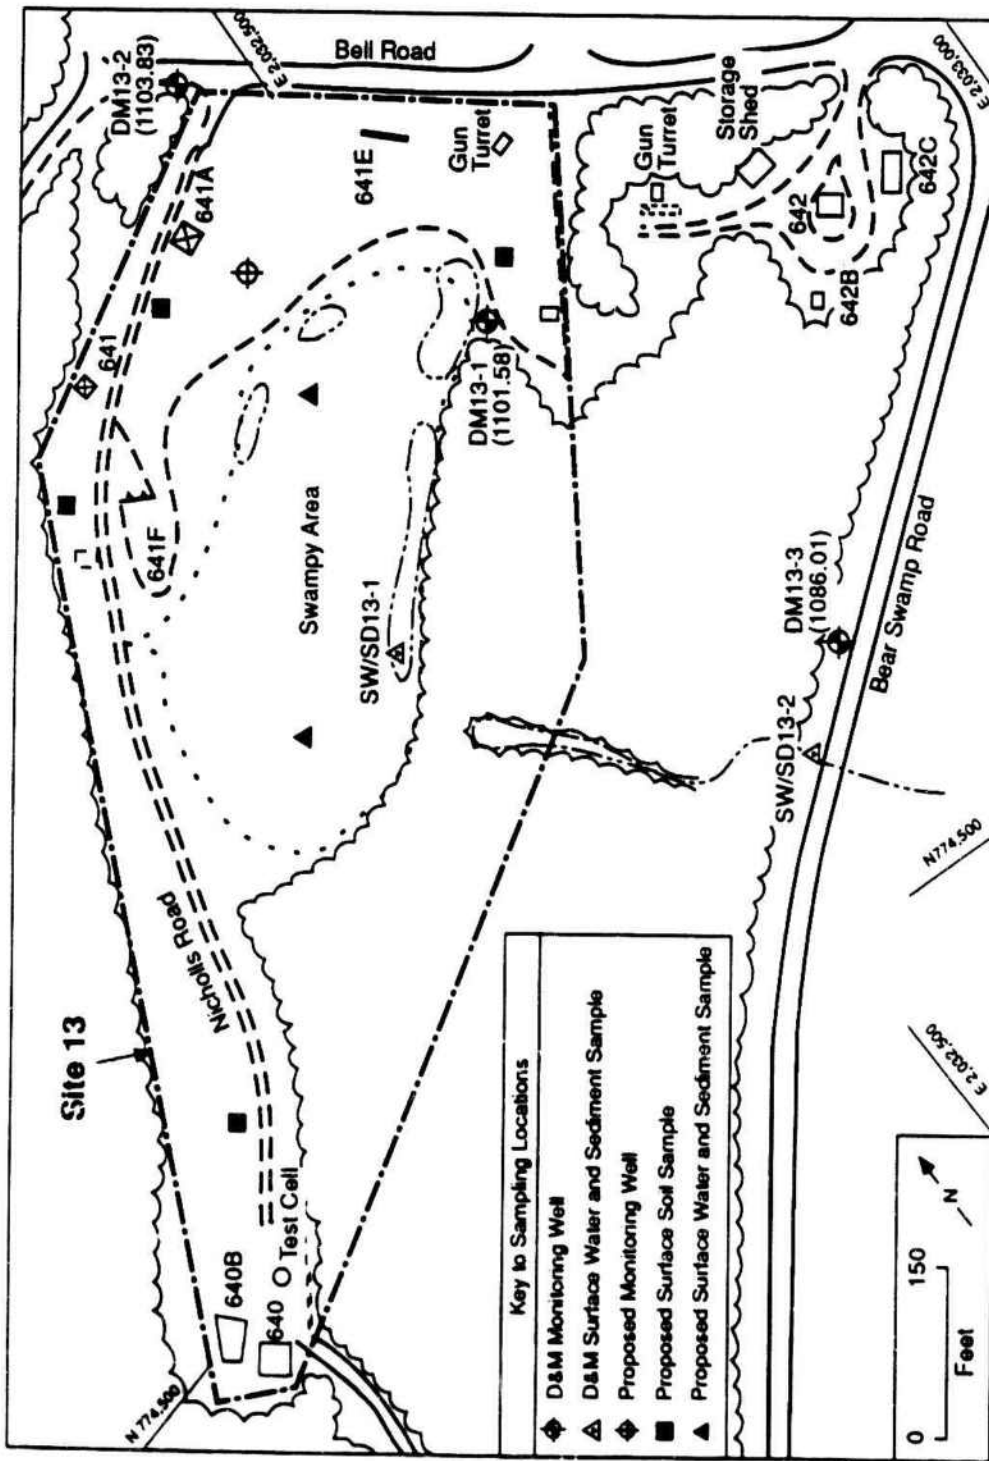 Site 13
Nicholls Road
N 774,500
640B
640
Test Cell
641F
641
641A
DM13-2
(1103.83)
E 2,032,500
Bell Road
641E
Gun
Turret
Swampy Area
SW/SD13-1
DM13-1
(1101.58)
Gun
Turret
Storage
Shed
642
642B
642C
E 2,033,000
DM13-3
(1086.01)
SW/SD13-2
Bear Swamp Road
N774,500
E 2,032,500
Key to Sampling Locations
D&M Monitoring Well
D&M Surface Water and Sediment Sample
Proposed Monitoring Well
Proposed Surface Soil Sample
Proposed Surface Water and Sediment Sample
0 150
Feet
N